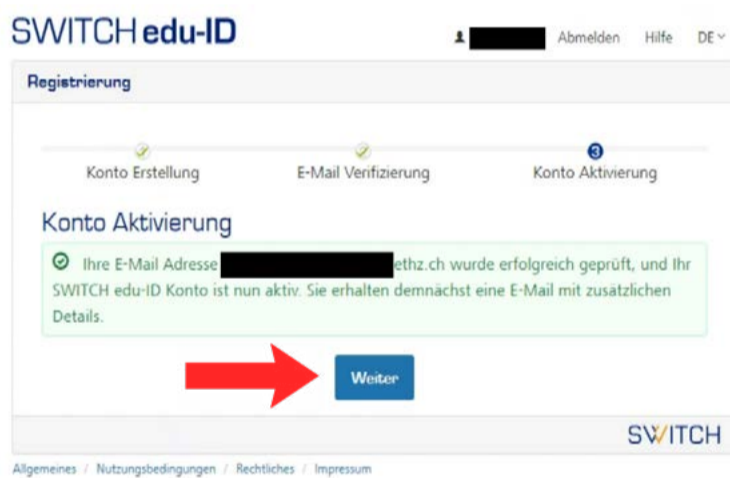 SWITCH edu-ID
Abmelden Hilfe DE
Registrierung
3
Konto Erstellung E-Mail Verifizierung Konto Aktivierung
Konto Aktivierung
Ihre E-Mail Adresse ethz.ch wurde erfolgreich geprüft, und Ihr
SWITCH edu-ID Konto ist nun aktiv. Sie erhalten demnächst eine E-Mail mit zusätzlichen
Details.
Weiter
SWITCH
Allgemeines / Nutzungsbedingungen / Rechtliches / Impressum